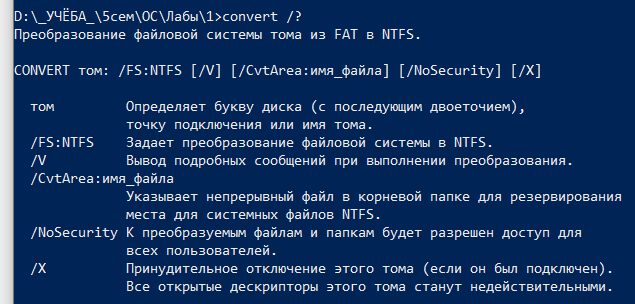 D:\_УЧЁБА_\5сем\ОС\Лабы\1>convert /?
Преобразование файловой системы тома из FAT в NTFS.
CONVERT том: /FS:NTFS [/V] [/CvtArea:имя_файла] [/NoSecurity] [/X]
том Определяет букву диска (с последующим двоеточием),
точку подключения или имя тома.
/FS:NTFS Задает преобразование файловой системы в NTFS.
/V Вывод подробных сообщений при выполнении преобразования.
/CvtArea:имя_файла
Указывает непрерывный файл в корневой папке для резервирования
места для системных файлов NTFS.
/NoSecurity К преобразуемым файлам и папкам будет разрешен доступ для
всех пользователей.
/X Принудительное отключение этого тома (если он был подключен).
Все открытые дескрипторы этого тома станут недействительными.